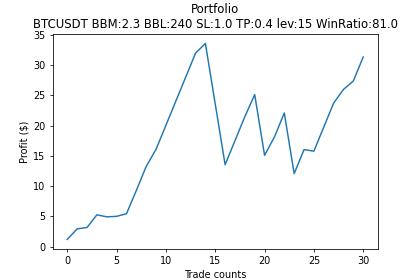 Portfolio
BTCUSDT BBM:2.3 BBL:240 SL:1.0 TP:0.4 lev:15 WinRatio:81.0
35
30
25
20
15
10
5
0
Profit ($)
0 5 10 15 20 25 30
Trade counts